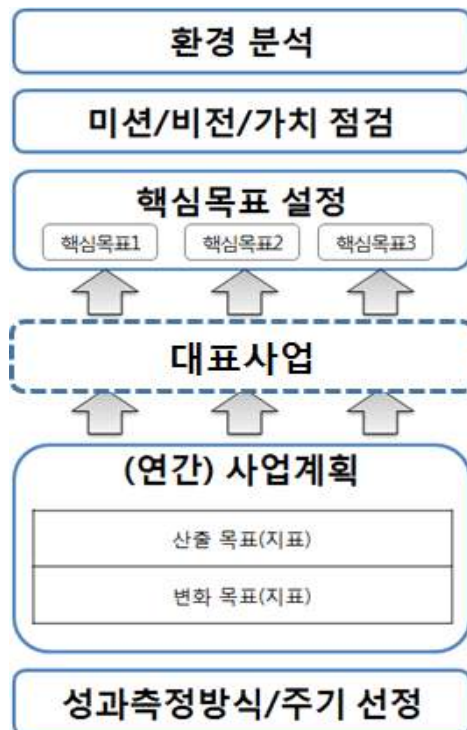 환경 분석
미션/비전/가치 점검
핵심목표 설정
핵심목표1 핵심목표2 핵심목표3
대표사업
(연간) 사업계획
산출 목표(지표)
변화 목표(지표)
성과측정방식/주기 선정